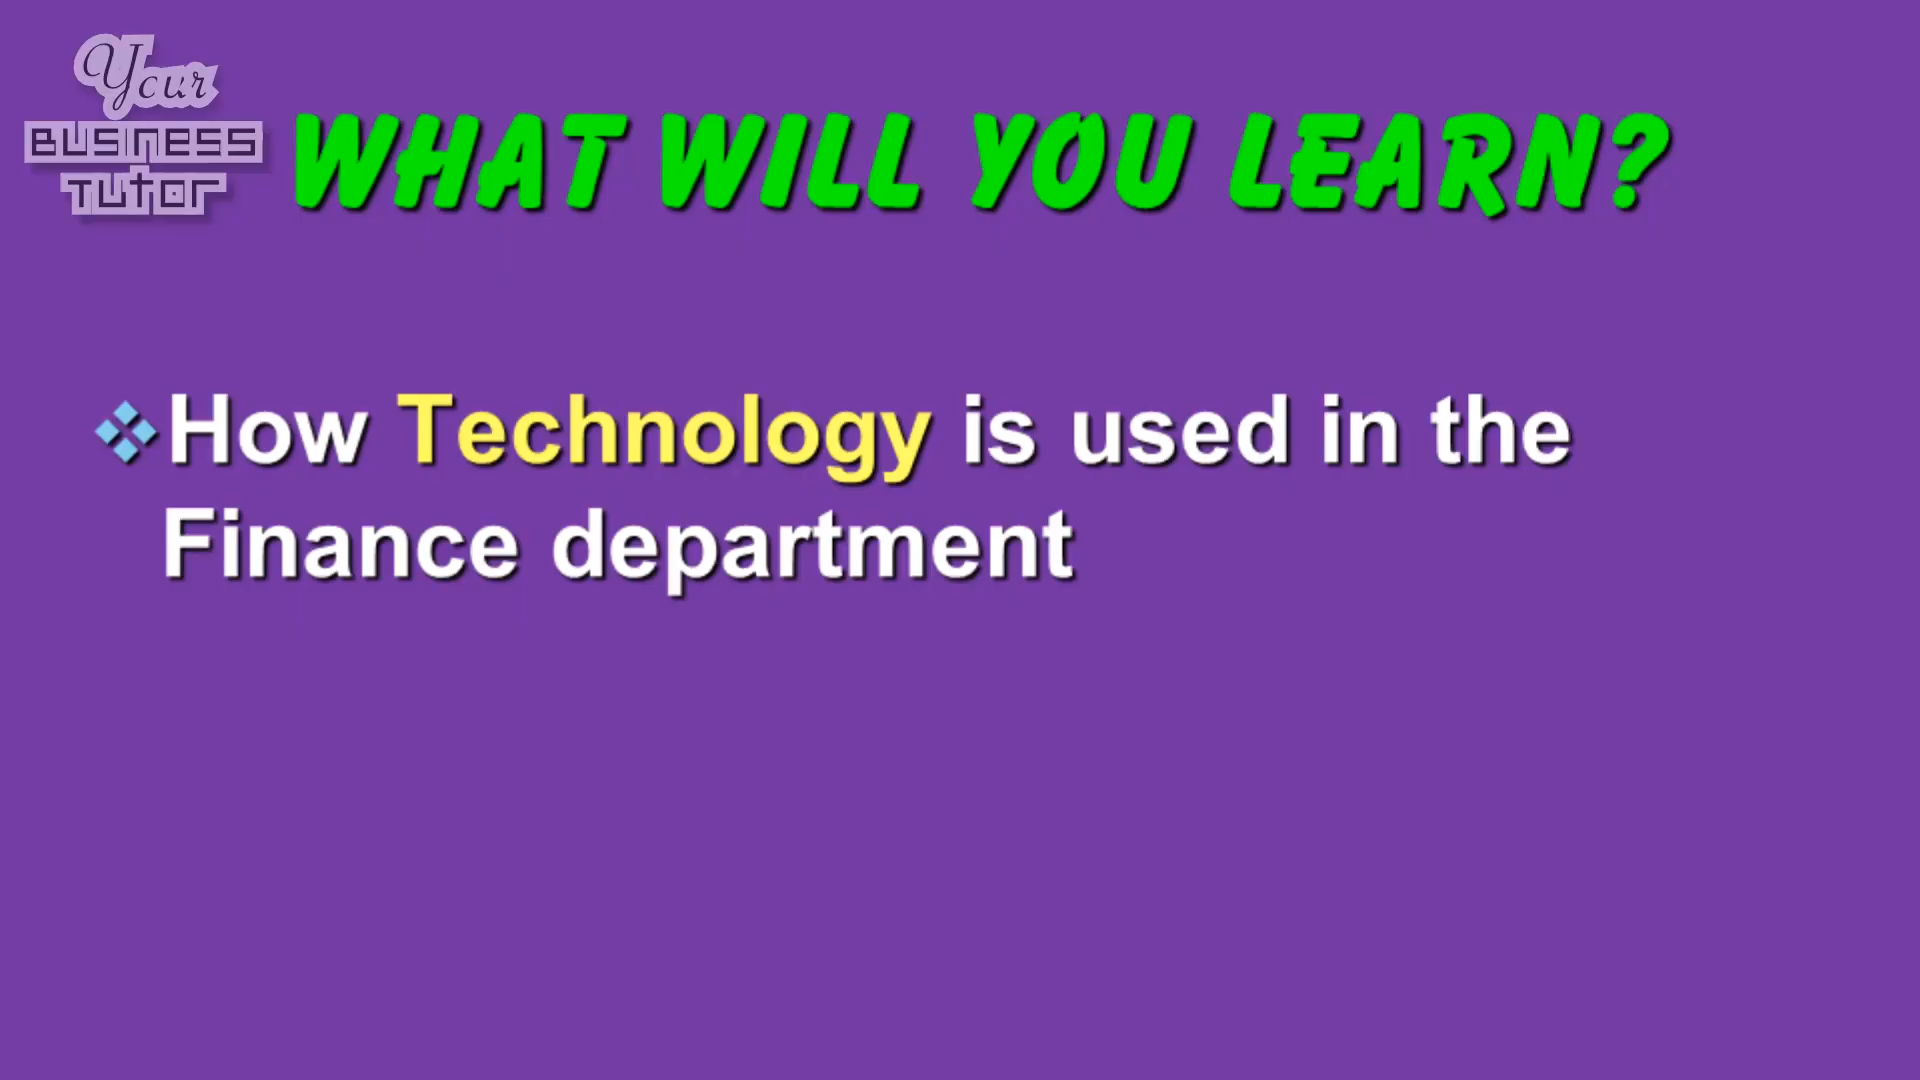 Your
BUSINESS
TUTOR
WHAT WILL YOU LEARN?
How Technology is used in the
Finance department